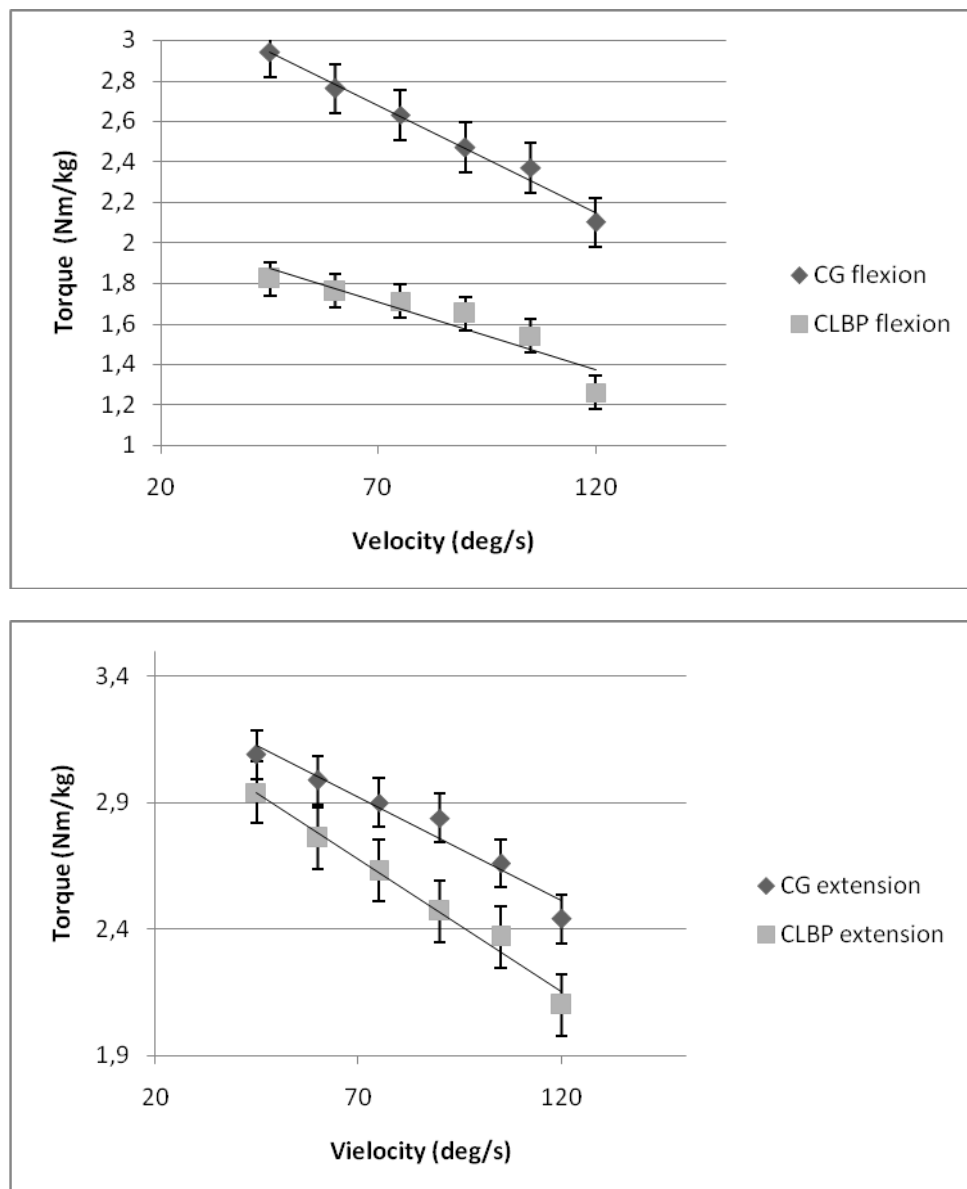 3
2,8
2,6
2,4
2,2
2
1,8
1,6
1,4
1,2
1
Torque (Nm/kg)
20 70 120
Velocity (deg/s)
CG flexion
CLBP flexion
3,4
2,9
2,4
1,9
Torque (Nm/kg)
20 70 120
Vielocity (deg/s)
CG extension
CLBP extension